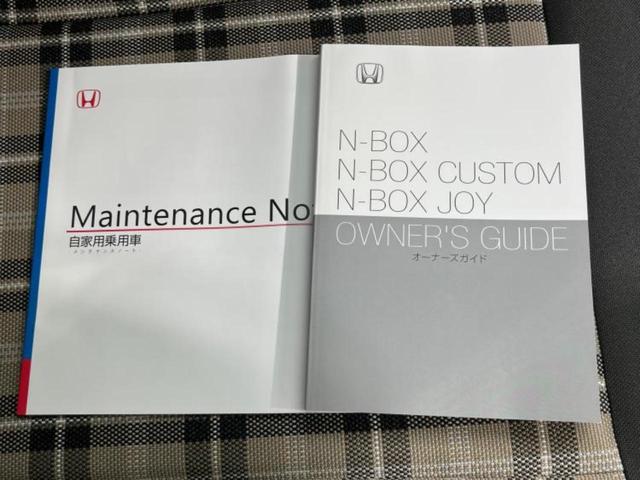 Maintenance No
自家用乗用車
メンテナンスノート
N-BOX
N-BOX CUSTOM
N-BOX JOY
OWNER'S GUIDE
オーナーズガイド